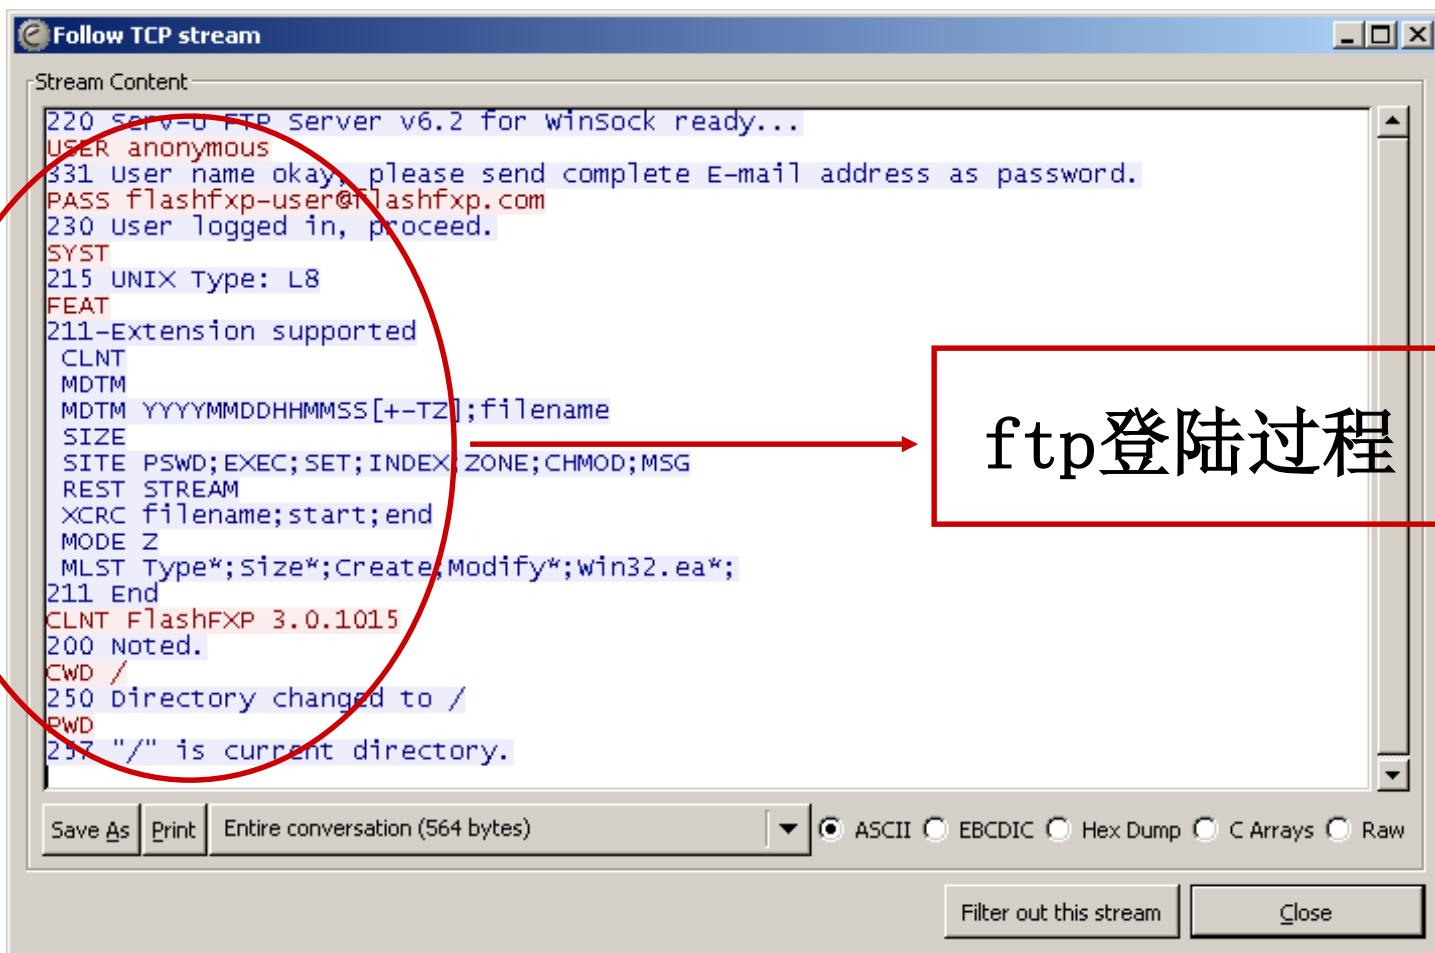 Follow TCP stream
Stream Content
220 Serv-U FTP Server v6.2 for WinSock ready...
USER anonymous
331 User name okay, please send complete E-mail address as password.
PASS flashfxp-user@flashfxp.com
230 User logged in, proceed.
SYST
215 UNIX Type: L8
FEAT
211-Extension supported
CLNT
MDTM
MDTM YYYYMMDDHHMMSS[+-TZ];filename
SIZE
SITE PSWD;EXEC;SET;INDEX;ZONE;CHMOD;MSG
REST STREAM
XCRC filename;start;end
MODE Z
MLST Type*;Size*;Create;Modify*;Win32.ea*;
211 End
CLNT FlashFXP 3.0.1015
200 Noted.
CWD /
250 Directory changed to /
PWD
257 "/" is current directory.
ftp登陆过程
Save As Print Entire conversation (564 bytes) ASCII EBCDIC Hex Dump C Arrays Raw
Filter out this stream Close